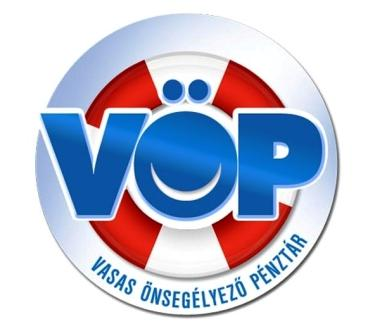 VÖP
VASAS ÖNSEGÉLYEZŐ PÉNZTÁR